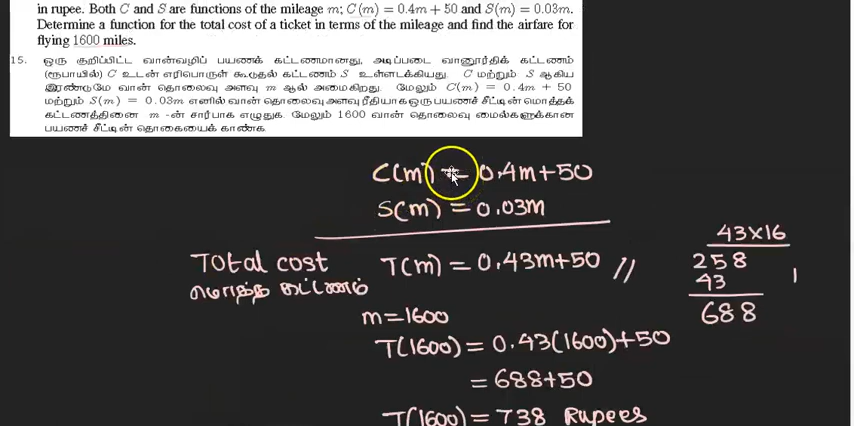 in rupee. Both C and S are functions of the mileage m; C(m) = 0.4m + 50 and S(m) = 0.03m.
Determine a function for the total cost of a ticket in terms of the mileage and find the airfare for
flying 1600 miles.
15. ஒரு குறிப்பிட்ட வான்வழிப் பயணக் கட்டணமானது, அடிப்படை வானூர்திக் கட்டணம்
(ரூபாயில்) C உடன் எரிபொருள் கூடுதல் கட்டணம் S உள்ளடக்கியது. C மற்றும் S ஆகிய
இரண்டுமே வான் தொலைவு அளவு m ஆல் அமைகிறது. மேலும் C(m) = 0.4m + 50
மற்றும் S(m) = 0.03m எனில் வான் தொலைவு அளவு ரீதியாக ஒரு பயணச் சீட்டின் மொத்தக்
கட்டணத்தினை m -ன் சார்பாக எழுதுக. மேலும் 1600 வான் தொலைவு மைல்களுக்கான
பயணச் சீட்டின் தொகையைக் காண்க.
C(m) = 0.4m+50
S(m) = 0.03m
43×16
Total cost T(m) = 0.43m+50 //
258
மொத்த கட்டணம்
43
688
m=1600
T(1600) = 0.43(1600)+50
= 688+50
T(1600) = 738 Rupees